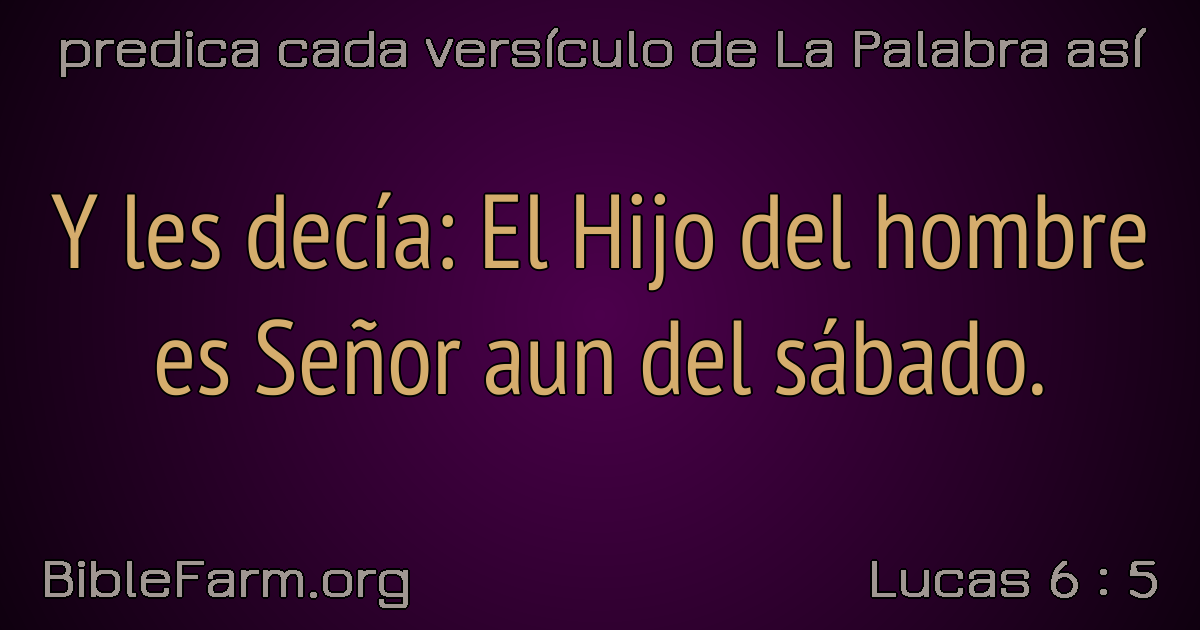 predica cada versículo de La Palabra así
Y les decía: El Hijo del hombre
es Señor aun del sábado.
BibleFarm.org
Lucas 6 : 5